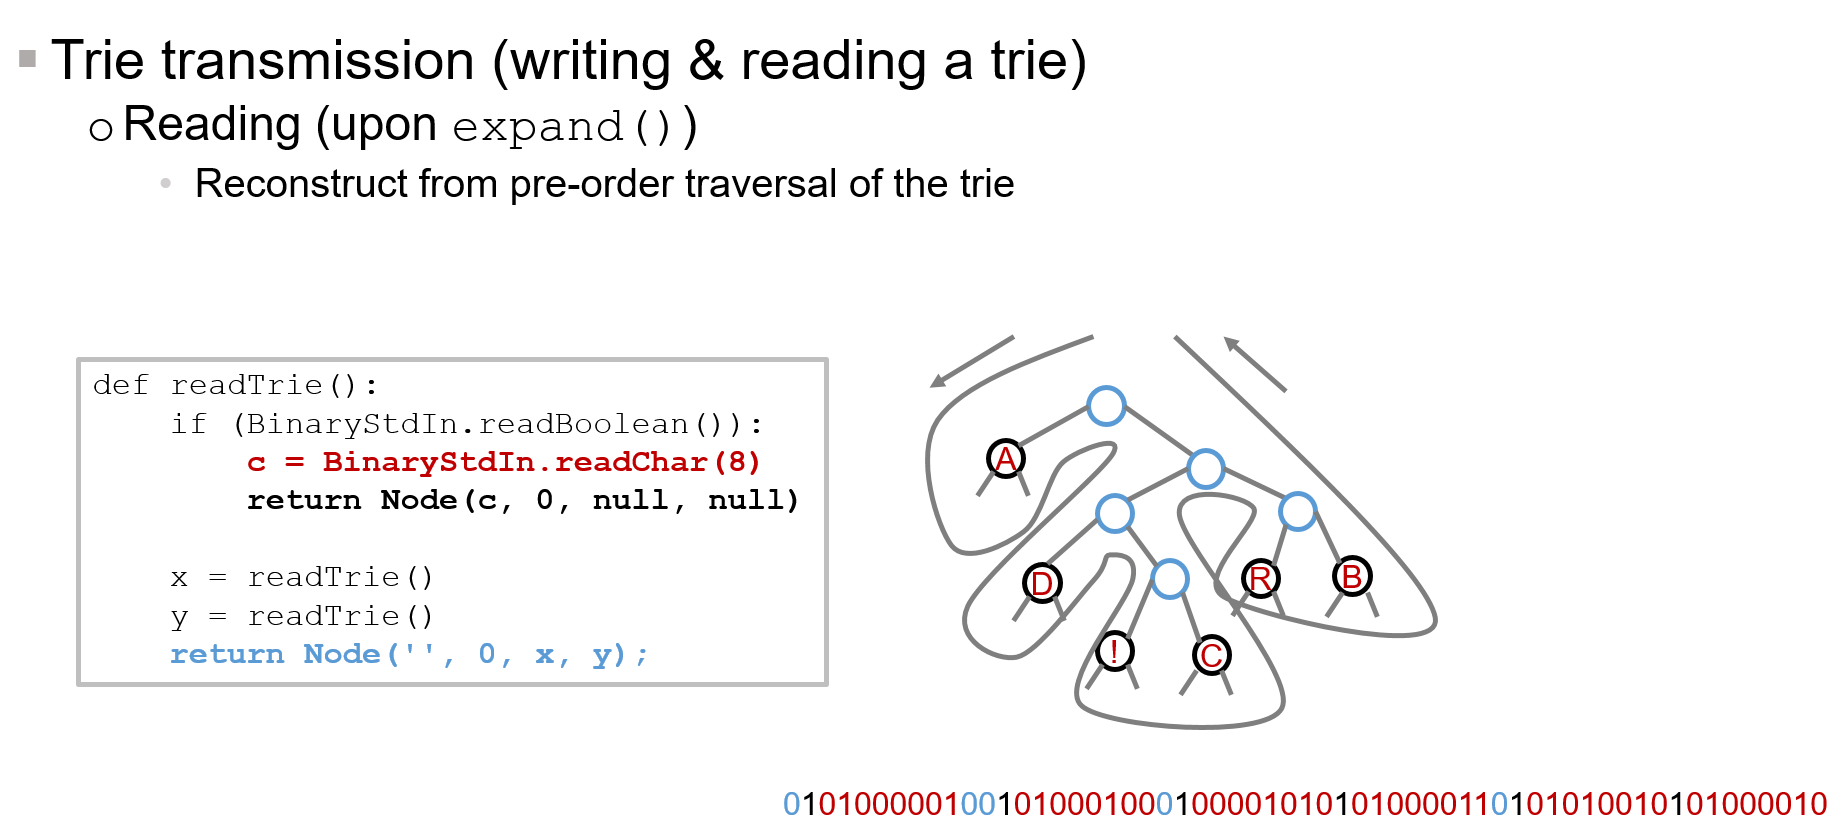 Trie transmission (writing & reading a trie)
Reading (upon expand())
Reconstruct from pre-order traversal of the trie
def readTrie():
if (BinaryStdIn.readBoolean()):
c = BinaryStdIn.readChar(8)
return Node(c, 0, null, null)
x = readTrie()
y = readTrie()
return Node('', 0, x, y);
A
D
R
B
!
C
01010000010010100010001000010101010000110101010010101000010